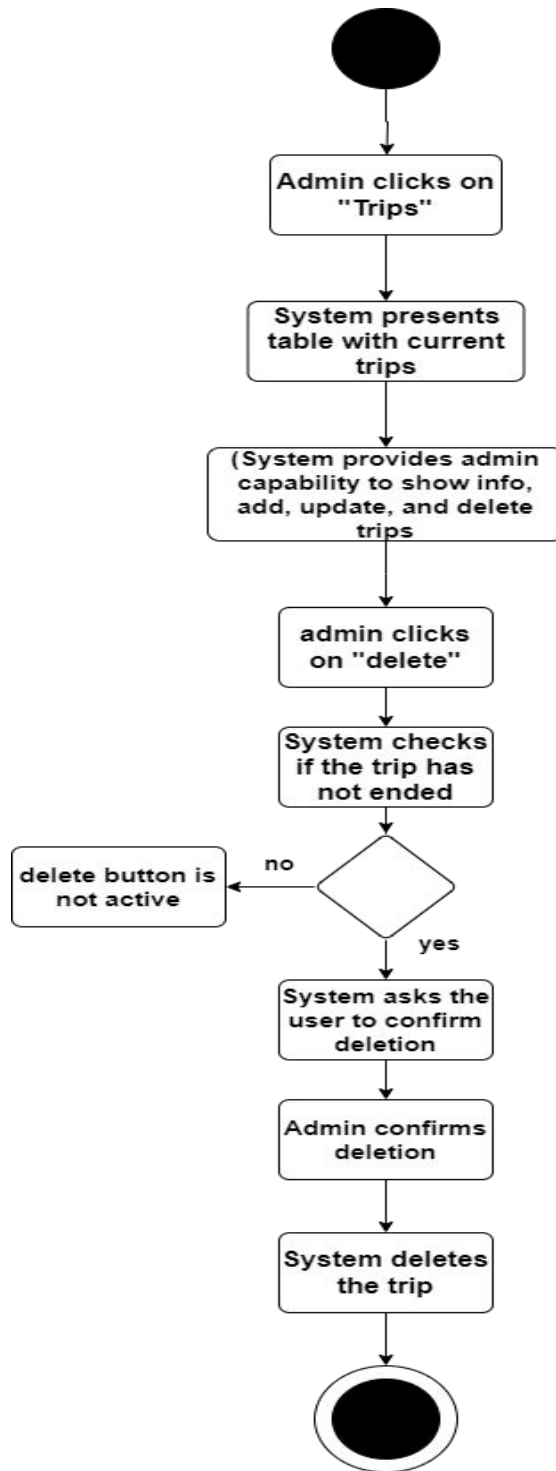 Admin clicks on
"Trips"
System presents
table with current
trips
(System provides admin
capability to show info,
add, update, and delete
trips
admin clicks
on "delete"
System checks
if the trip has
not ended
no
delete button is
not active
yes
System asks the
user to confirm
deletion
Admin confirms
deletion
System deletes
the trip